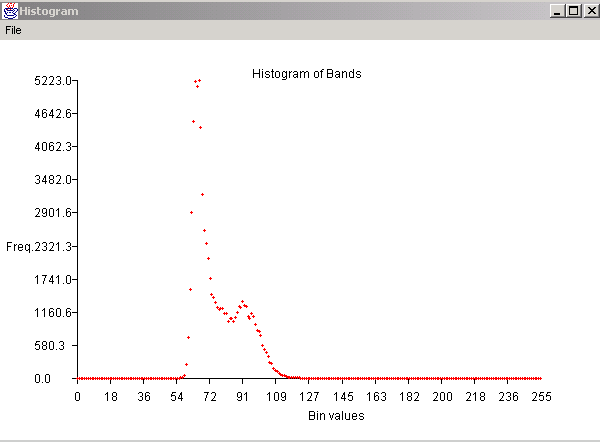 Histogram
File
Histogram of Bands
5223.0
4642.6
4062.3
3482.0
2901.6
Freq.2321.3
1741.0
1160.6
580.3
0.0
0 18 36 54 72 91 109 127 145 163 182 200 218 236 255
Bin values